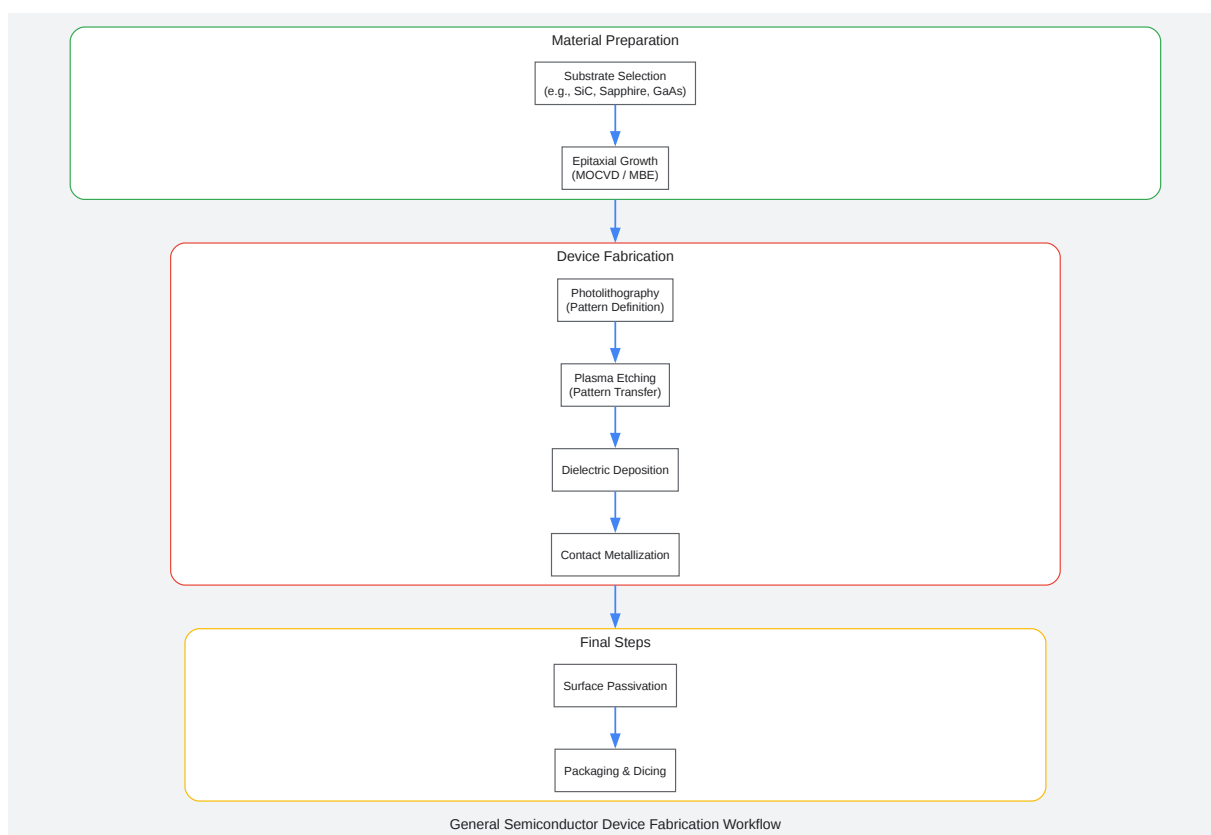 Material Preparation
Substrate Selection
(e.g., SiC, Sapphire, GaAs)
Epitaxial Growth
(MOCVD / MBE)
Device Fabrication
Photolithography
(Pattern Definition)
Plasma Etching
(Pattern Transfer)
Dielectric Deposition
Contact Metallization
Final Steps
Surface Passivation
Packaging & Dicing
General Semiconductor Device Fabrication Workflow